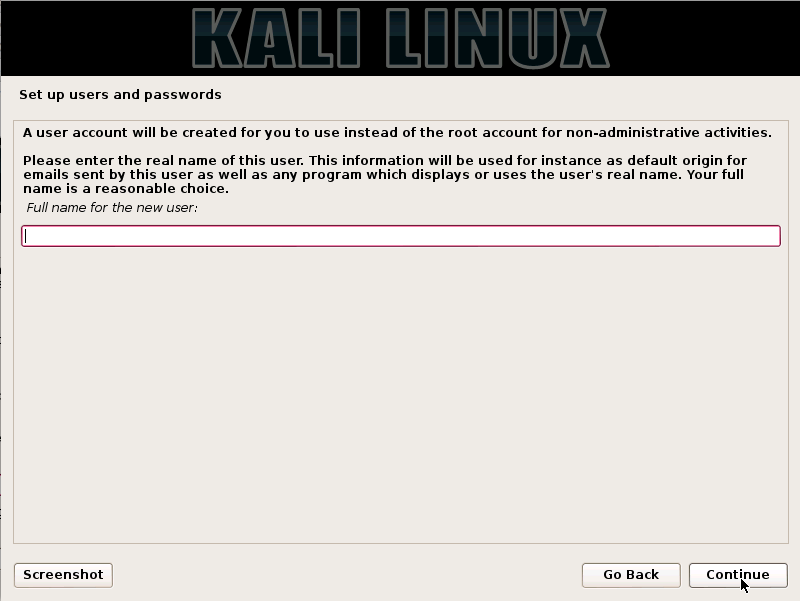 KALI LINUX
Set up users and passwords
A user account will be created for you to use instead of the root account for non-administrative activities.
Please enter the real name of this user. This information will be used for instance as default origin for
emails sent by this user as well as any program which displays or uses the user's real name. Your full
name is a reasonable choice.
Full name for the new user:
Screenshot
Go Back
Continue